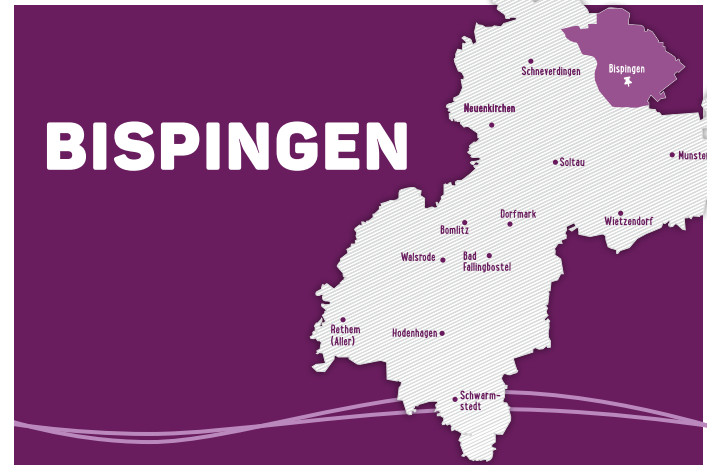 BISPINGEN
Bispingen
Schneverdingen
Neuenkirchen
Soltau
Munster
Wietzendorf
Dorfmark
Bomlitz
Walsrode
Bad
Fallingbostel
Rethem
(Aller)
Hodenhagen
Schwarm-
stedt